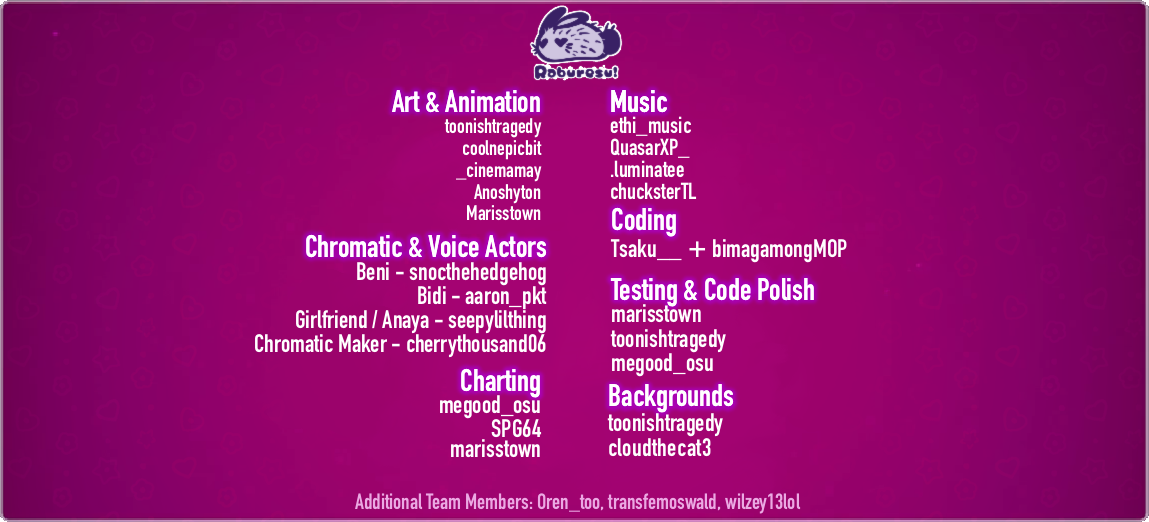 Roburosu!
Art & Animation
toonishtragedy
coolnepicbit
_cinemamay
Anoshyton
Marisstown
Chromatic & Voice Actors
Beni - snocthehedgehog
Bidi - aaron_pkt
Girlfriend / Anaya - seepylilthing
Chromatic Maker - cherrythousand06
Charting
megood_osu
SPG64
marisstown
Music
ethi_music
QuasarXP_
.luminatee
chucksterTL
Coding
Tsaku__ + bimagamongMOP
Testing & Code Polish
marisstown
toonishtragedy
megood_osu
Backgrounds
toonishtragedy
cloudthecat3
Additional Team Members: Oren_too, transfemoswald, wilzey13lol